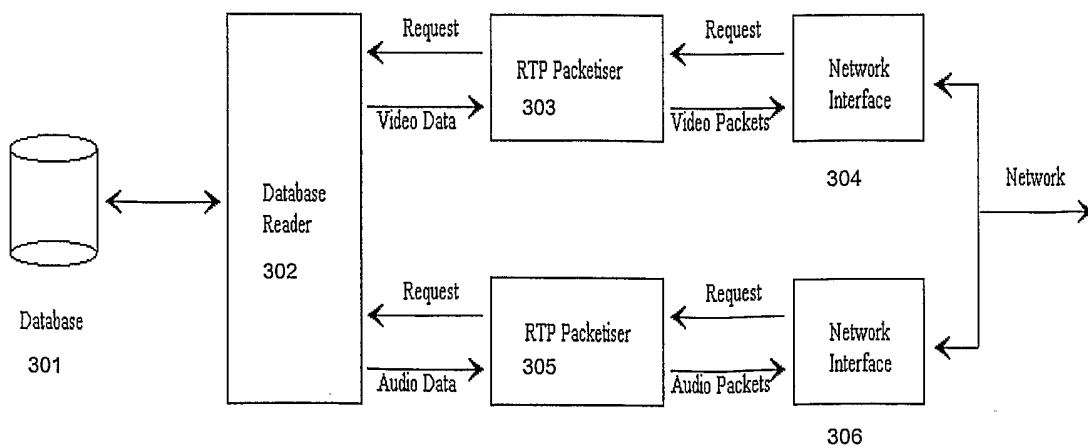 Request
Request
RTP Packetiser
303
Network
Interface
Video Data
Video Packets
304
Network
Database
Reader
302
Database
301
Request
Request
RTP Packetiser
305
Network
Interface
Audio Data
Audio Packets
306